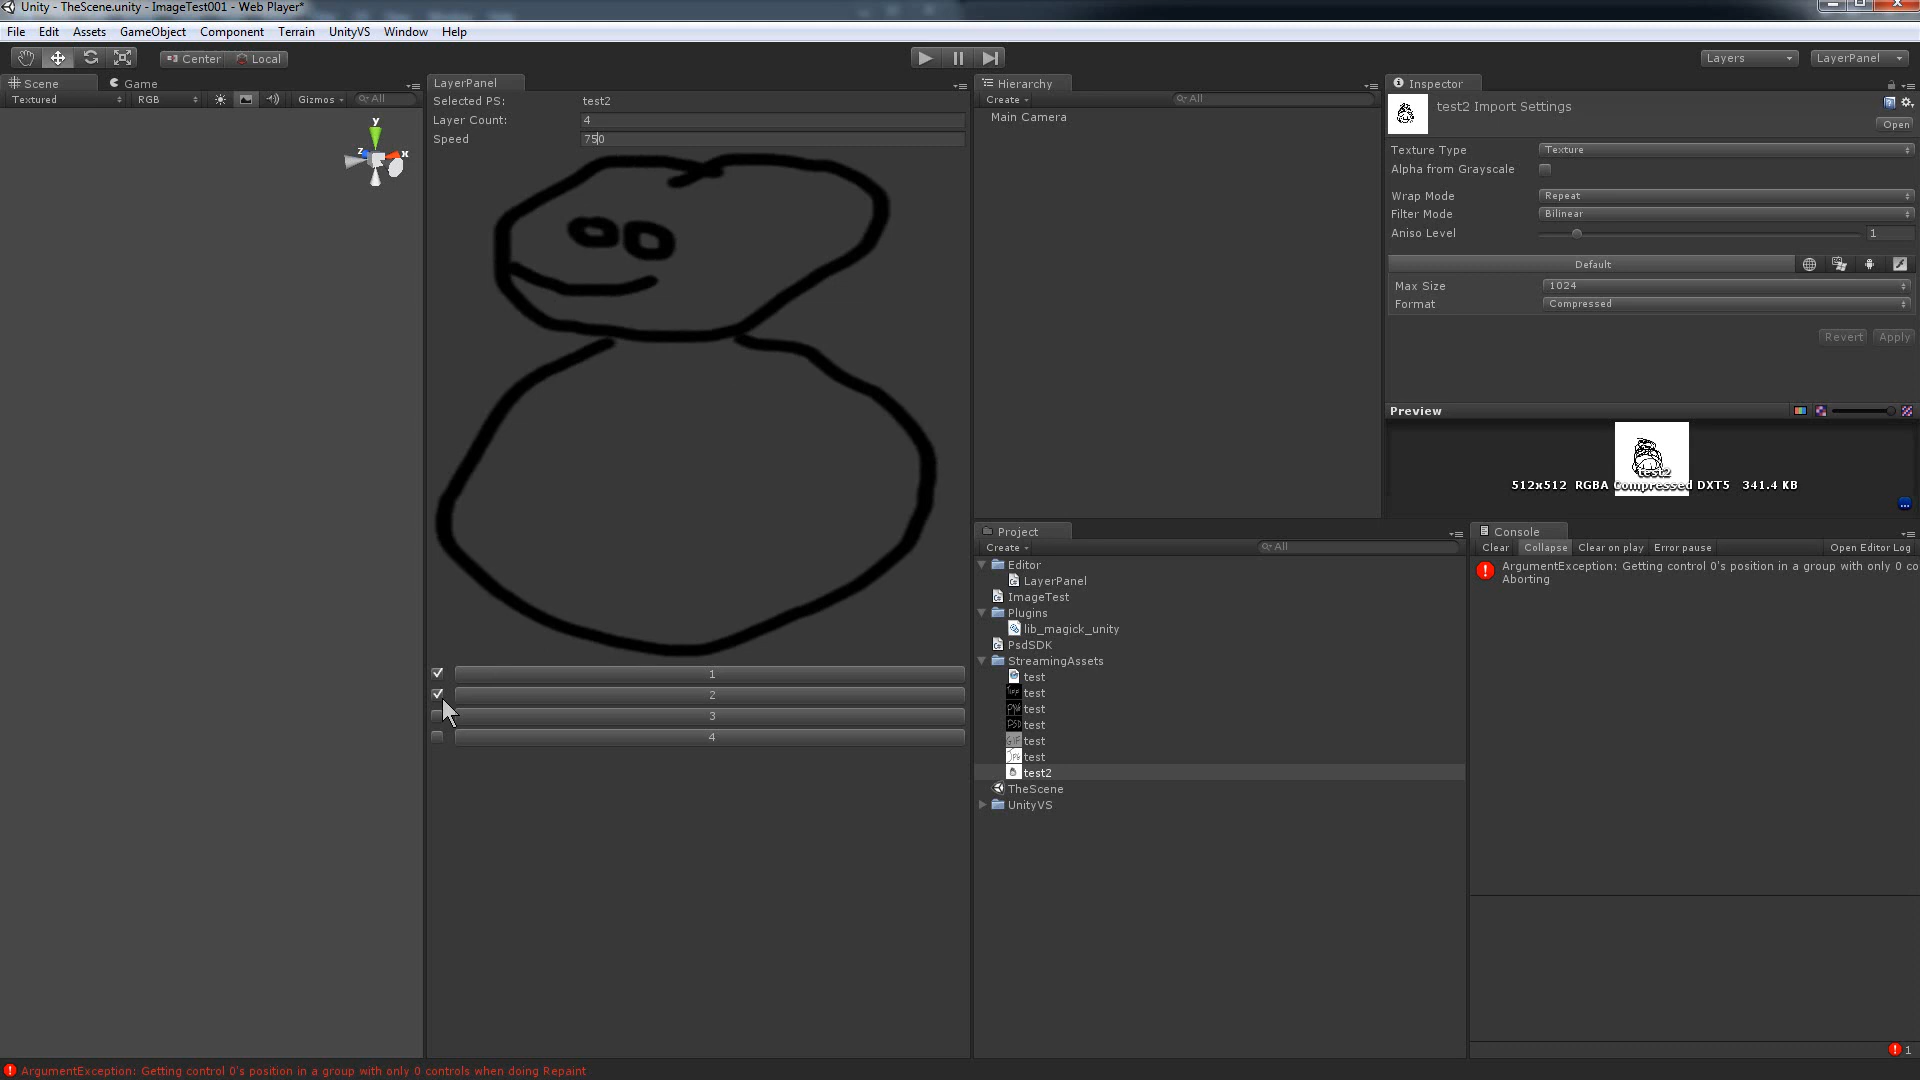 Unity - TheScene.unity - ImageTest001 - Web Player*
File Edit Assets GameObject Component Terrain UnityVS Window Help
Center Local
Layers LayerPanel
Scene Game
Textured RGB Gizmos All
y
z x
LayerPanel
Selected PS: test2
Layer Count: 4
Speed 750
1
2
3
4
Hierarchy
Create All
Main Camera
Inspector
test2 Import Settings
Open
Texture Type Texture
Alpha from Grayscale
Wrap Mode Repeat
Filter Mode Bilinear
Aniso Level 1
Default
Max Size 1024
Format Compressed
Revert Apply
Preview
test2
512x512 RGBA Compressed DXT5 341.4 KB
Project
Create All
Editor
LayerPanel
ImageTest
Plugins
lib_magick_unity
PsdSDK
StreamingAssets
test
test
test
test
test
test
test2
TheScene
UnityVS
Console
Clear Collapse Clear on play Error pause Open Editor Log
ArgumentException: Getting control 0's position in a group with only 0 co
Aborting
1
ArgumentException: Getting control 0's position in a group with only 0 controls when doing Repaint